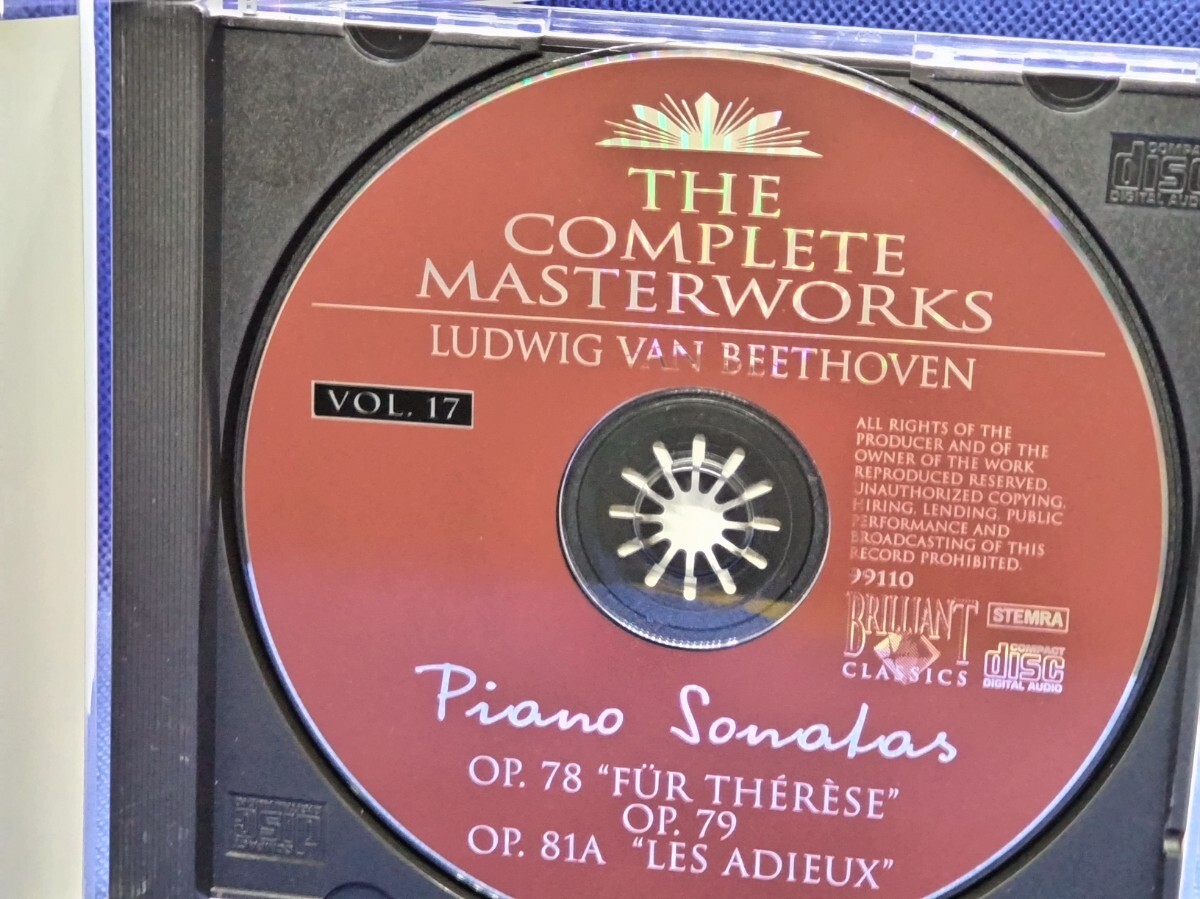 THE
COMPLETE
MASTERWORKS
LUDWIG VAN BEETHOVEN
VOL. 17
ALL RIGHTS OF THE
PRODUCER AND OF THE
OWNER OF THE WORK
REPRODUCED RESERVED.
UNAUTHORIZED COPYING,
HIRING, LENDING, PUBLIC
PERFORMANCE AND
BROADCASTING OF THIS
RECORD PROHIBITED.
99110
BRILLIANT
CLASSICS
STEMRA
COMPACT
disc
DIGITAL AUDIO
Piano Sonatas
OP. 78 "FÜR THÉRÈSE"
OP. 79
OP. 81A "LES ADIEUX"
disc
DIGITAL